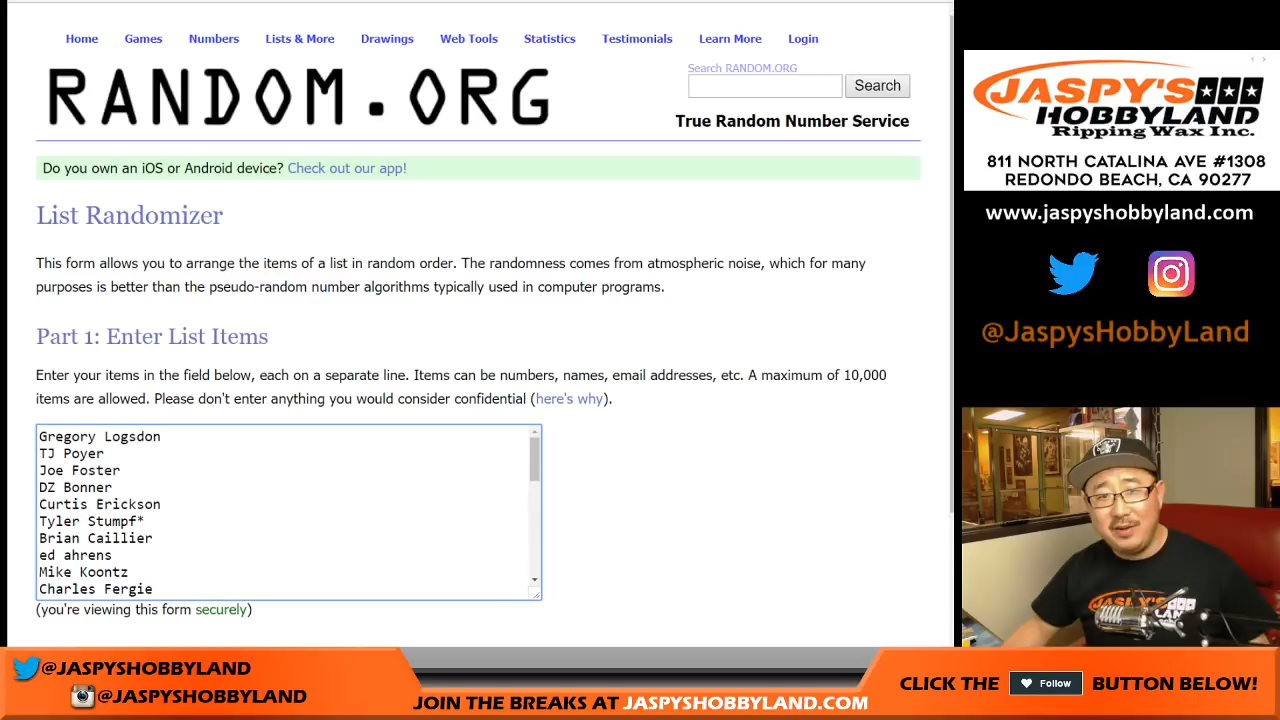 Home Games Numbers Lists & More Drawings Web Tools Statistics Testimonials Learn More Login
RANDOM.ORG
Search RANDOM.ORG
Search
True Random Number Service
Do you own an iOS or Android device? Check out our app!
List Randomizer
This form allows you to arrange the items of a list in random order. The randomness comes from atmospheric noise, which for many
purposes is better than the pseudo-random number algorithms typically used in computer programs.
Part 1: Enter List Items
Enter your items in the field below, each on a separate line. Items can be numbers, names, email addresses, etc. A maximum of 10,000
items are allowed. Please don't enter anything you would consider confidential (here's why).
Gregory Logsdon
TJ Poyer
Joe Foster
DZ Bonner
Curtis Erickson
Tyler Stumpf*
Brian Caillier
ed ahrens
Mike Koontz
Charles Fergie
(you're viewing this form securely)
JASPY'S
HOBBYLAND
Ripping Wax Inc.
811 NORTH CATALINA AVE #1308
REDONDO BEACH, CA 90277
www.jaspyshobbyland.com
@JaspysHobbyLand
@JASPYSHOBBYLAND
@JASPYSHOBBYLAND
JOIN THE BREAKS AT JASPYSHOBBYLAND.COM
CLICK THE Follow BUTTON BELOW!